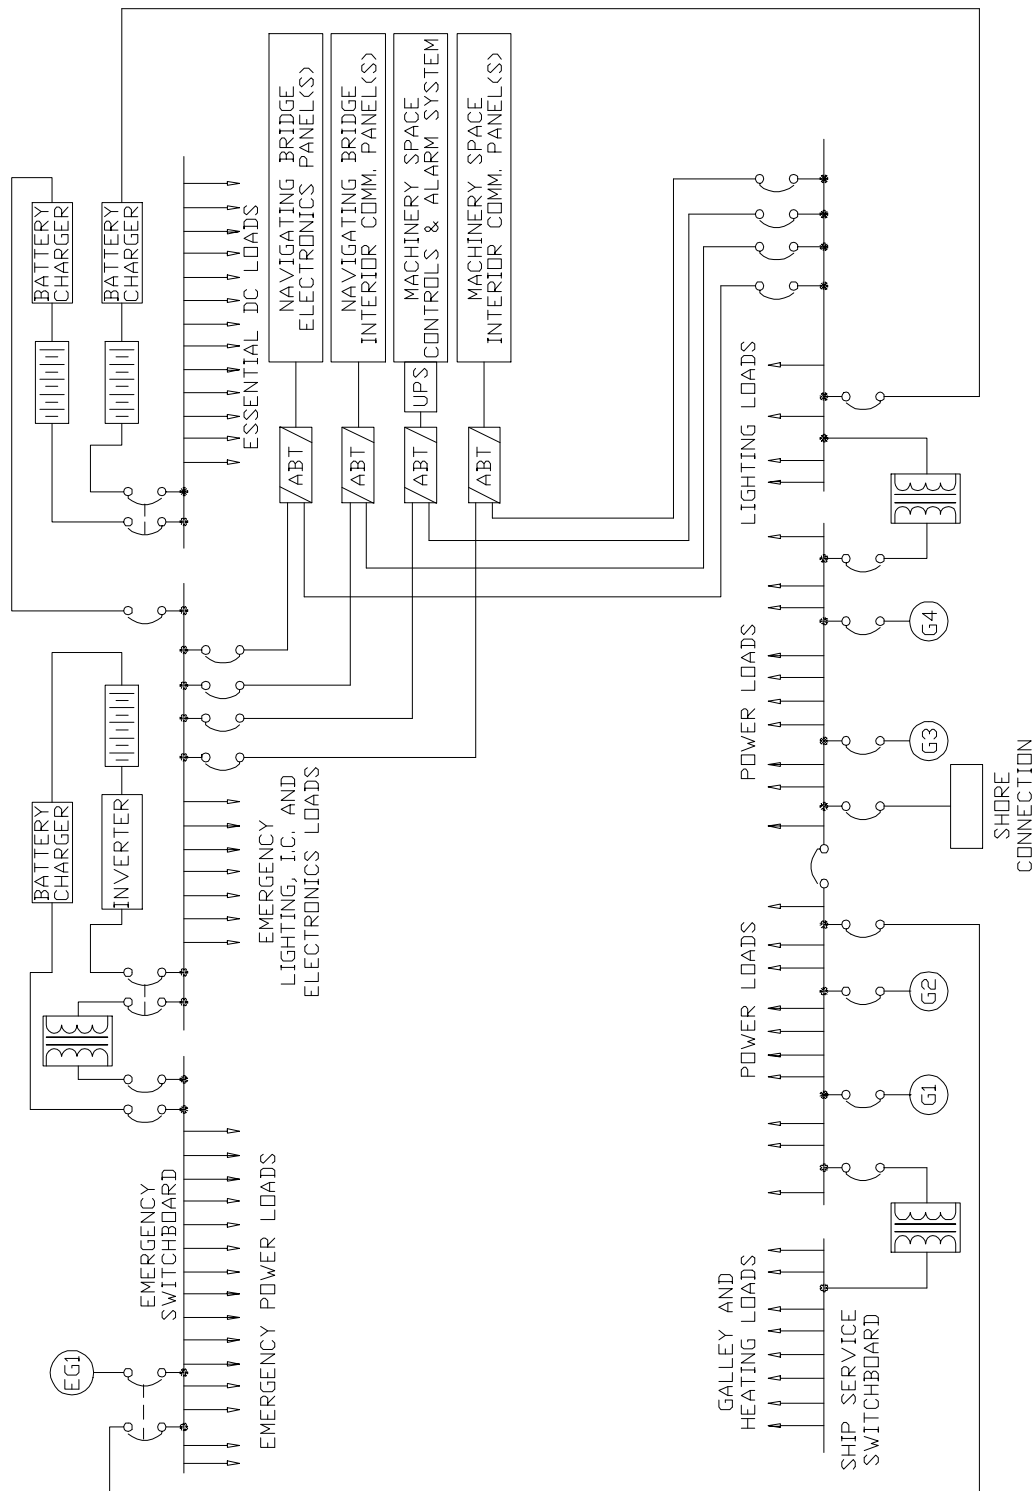 BATTERY
CHARGER
BATTERY
CHARGER
ESSENTIAL DC LOADS
NAVIGATING BRIDGE
ELECTRONICS PANEL(S)
NAVIGATING BRIDGE
INTERIOR COMM. PANEL(S)
MACHINERY SPACE
CONTROLS & ALARM SYSTEM
MACHINERY SPACE
INTERIOR COMM. PANEL(S)
UPS
ABT
ABT
ABT
ABT
BATTERY
CHARGER
INVERTER
EMERGENCY
LIGHTING, I.C. AND
ELECTRONICS LOADS
EMERGENCY
SWITCHBOARD
EMERGENCY POWER LOADS
EG1
LIGHTING LOADS
POWER LOADS
G4
G3
SHORE
CONNECTION
POWER LOADS
G2
G1
GALLEY AND
HEATING LOADS
SHIP SERVICE
SWITCHBOARD